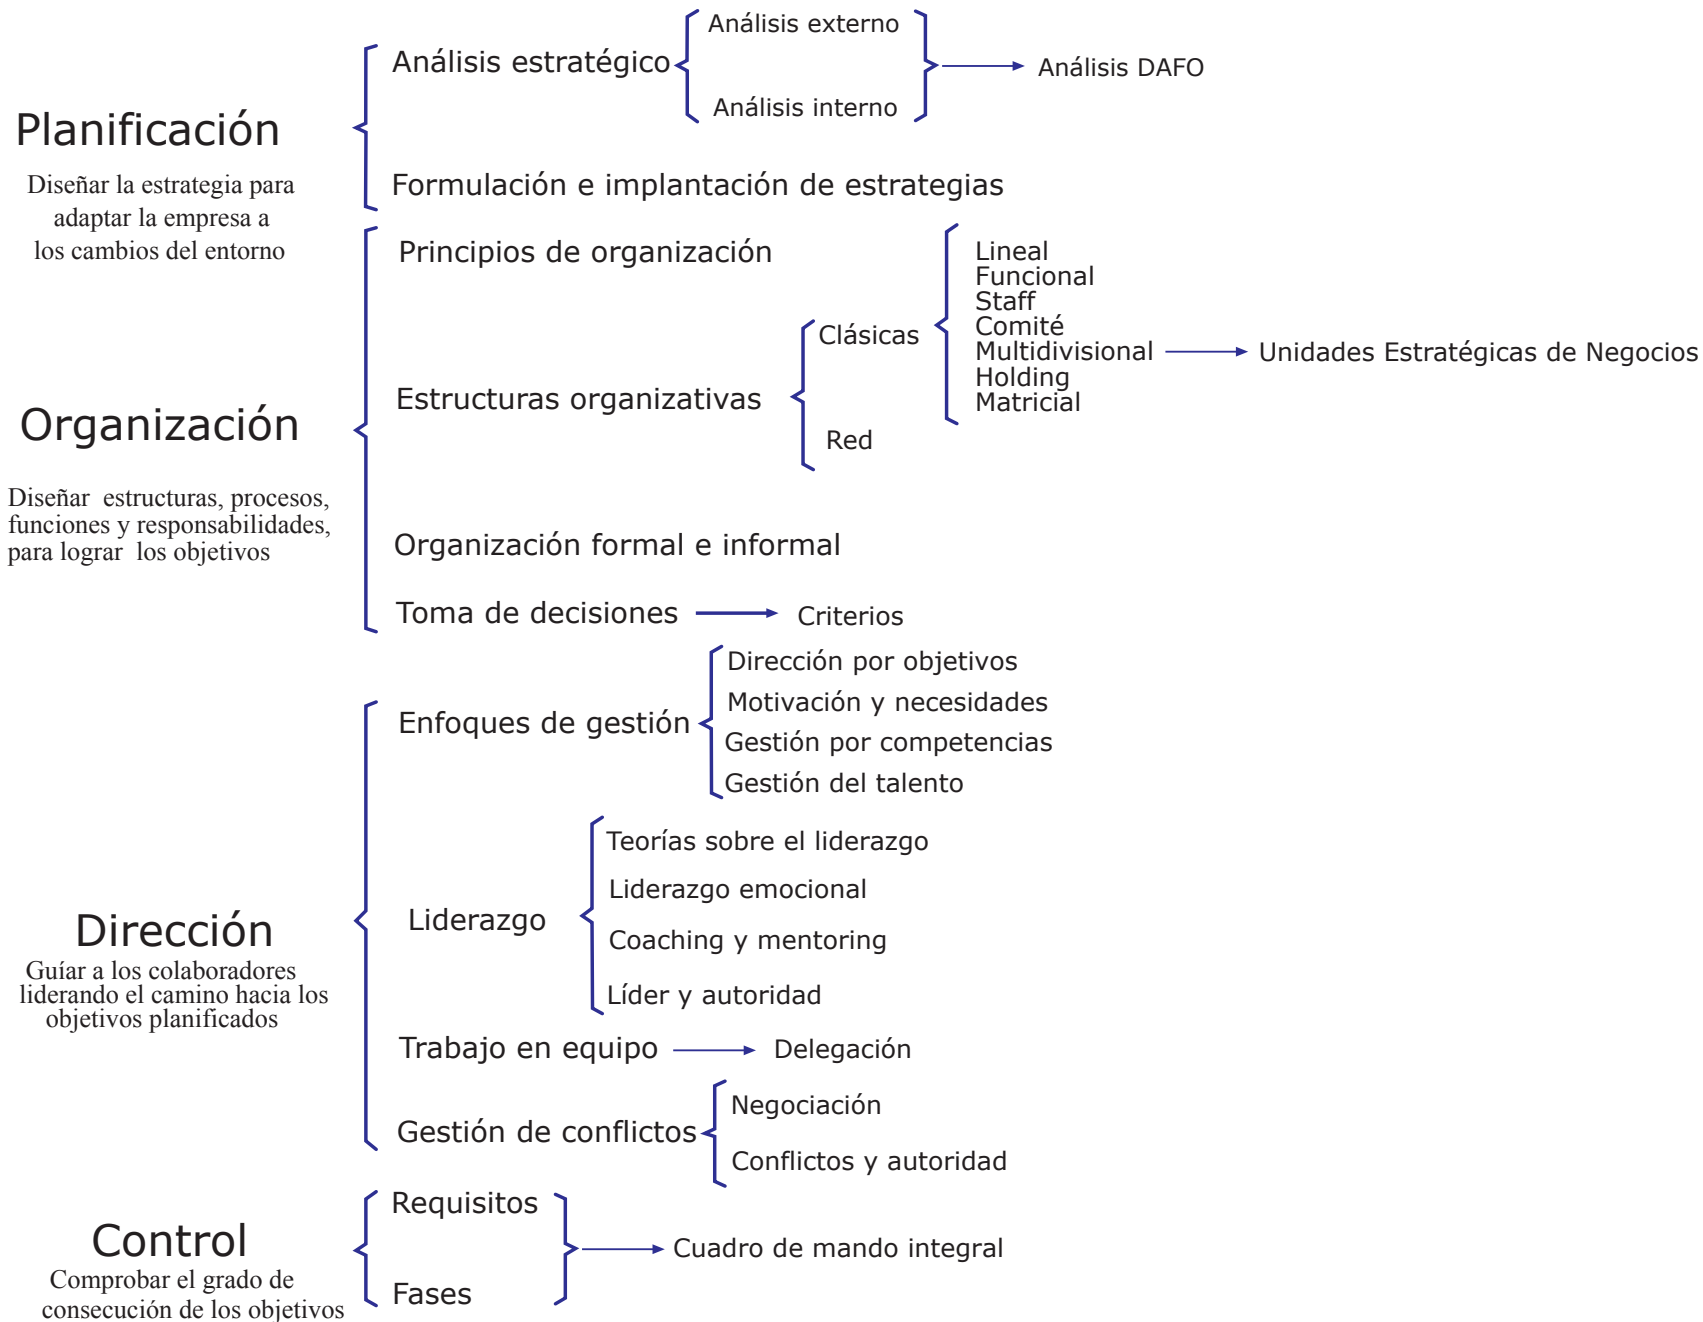 Planificación
Diseñar la estrategia para
adaptar la empresa a
los cambios del entorno
Análisis estratégico
Análisis externo
Análisis interno
Análisis DAFO
Formulación e implantación de estrategias
Organización
Diseñar estructuras, procesos,
funciones y responsabilidades,
para lograr los objetivos
Principios de organización
Estructuras organizativas
Clásicas
Lineal
Funcional
Staff
Comité
Multidivisional
Holding
Matricial
Unidades Estratégicas de Negocios
Red
Organización formal e informal
Toma de decisiones
Criterios
Dirección
Guíar a los colaboradores
liderando el camino hacia los
objetivos planificados
Enfoques de gestión
Dirección por objetivos
Motivación y necesidades
Gestión por competencias
Gestión del talento
Liderazgo
Teorías sobre el liderazgo
Liderazgo emocional
Coaching y mentoring
Líder y autoridad
Trabajo en equipo
Delegación
Gestión de conflictos
Negociación
Conflictos y autoridad
Control
Comprobar el grado de
consecución de los objetivos
Requisitos
Fases
Cuadro de mando integral